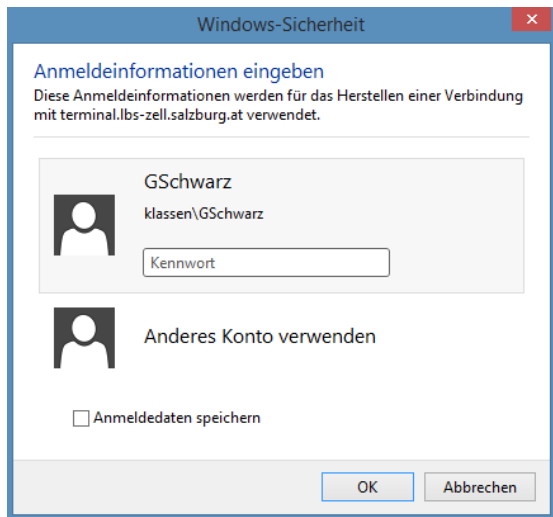 Windows-Sicherheit
Anmeldeinformationen eingeben
Diese Anmeldeinformationen werden für das Herstellen einer Verbindung
mit terminal.lbs-zell.salzburg.at verwendet.
GSchwarz
klassen\GSchwarz
Kennwort
Anderes Konto verwenden
Anmeldedaten speichern
OK
Abbrechen